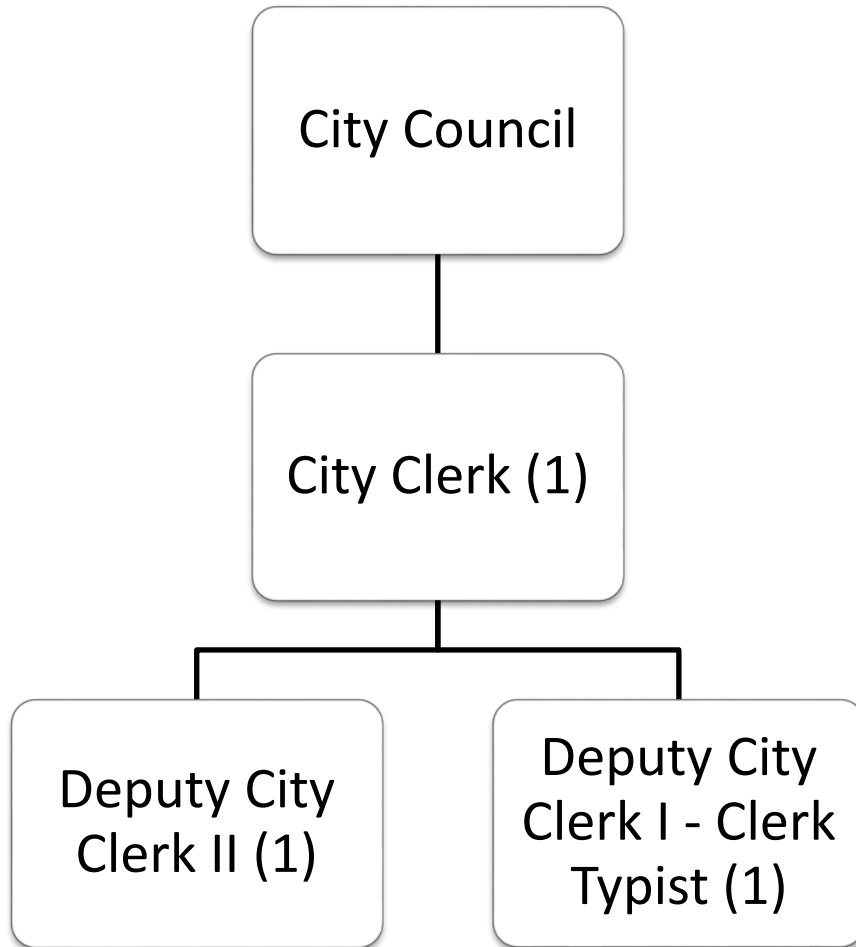 City Council
City Clerk (1)
Deputy City
Clerk II (1)
Deputy City
Clerk I - Clerk
Typist (1)